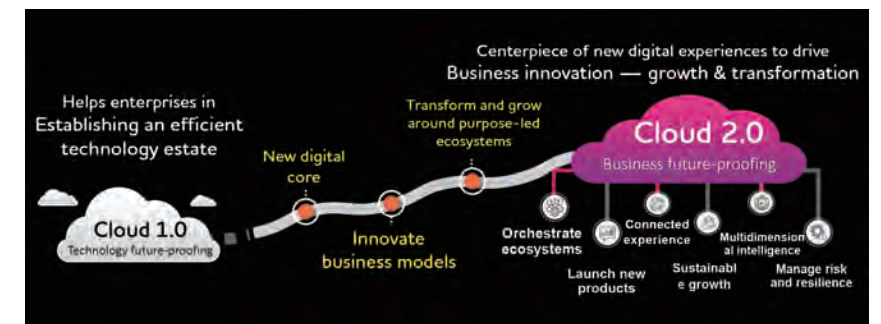 Helps enterprises in
Establishing an efficient
technology estate
Cloud 1.0
Technology future-proofing
New digital
core
Innovate
business models
Transform and grow
around purpose-led
ecosystems
Centerpiece of new digital experiences to drive
Business innovation — growth & transformation
Cloud 2.0
Business future-proofing
Orchestrate
ecosystems
Launch new
products
Connected
experience
Sustainabl
e growth
Multidimension
al intelligence
Manage risk
and resilience